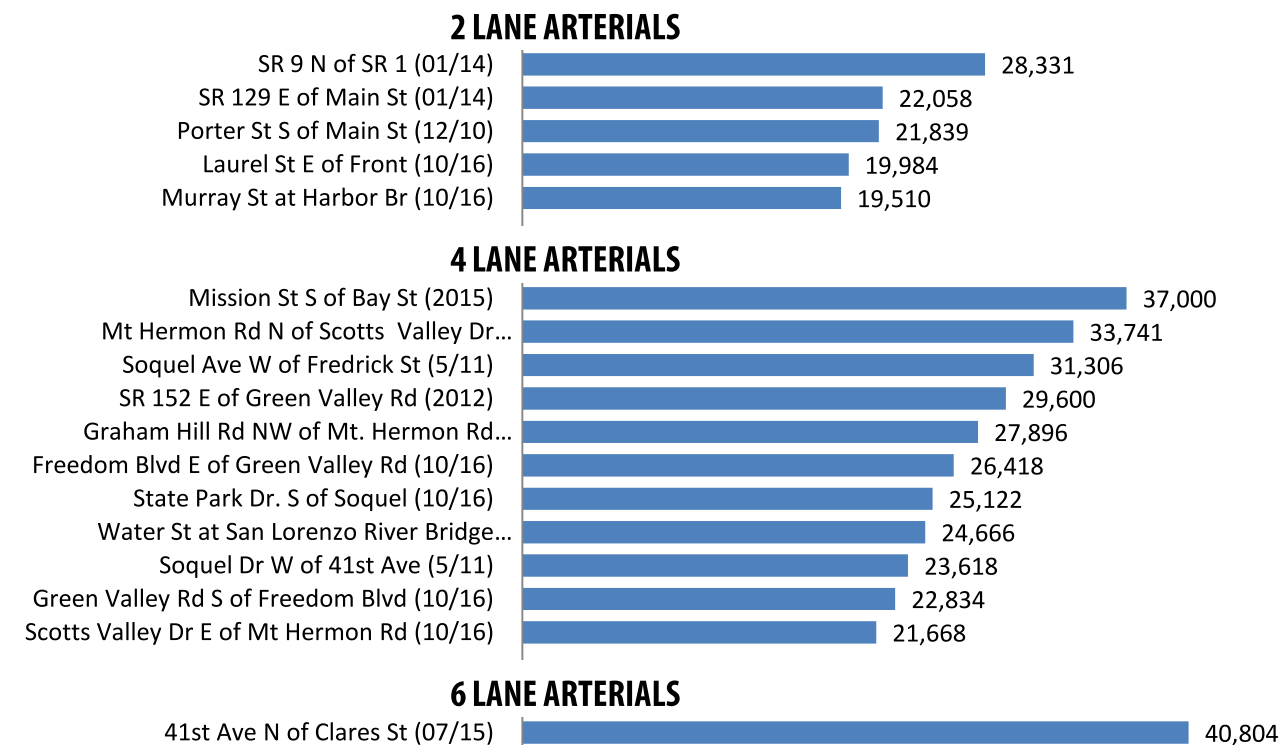 2 LANE ARTERIALS
SR 9 N of SR 1 (01/14) 28,331
SR 129 E of Main St (01/14) 22,058
Porter St S of Main St (12/10) 21,839
Laurel St E of Front (10/16) 19,984
Murray St at Harbor Br (10/16) 19,510
4 LANE ARTERIALS
Mission St S of Bay St (2015) 37,000
Mt Hermon Rd N of Scotts  Valley Dr... 33,741
Soquel Ave W of Fredrick St (5/11) 31,306
SR 152 E of Green Valley Rd (2012) 29,600
Graham Hill Rd NW of Mt. Hermon Rd... 27,896
Freedom Blvd E of Green Valley Rd (10/16) 26,418
State Park Dr. S of Soquel (10/16) 25,122
Water St at San Lorenzo River Bridge... 24,666
Soquel Dr W of 41st Ave (5/11) 23,618
Green Valley Rd S of Freedom Blvd (10/16) 22,834
Scotts Valley Dr E of Mt Hermon Rd (10/16) 21,668
6 LANE ARTERIALS
41st Ave N of Clares St (07/15) 40,804